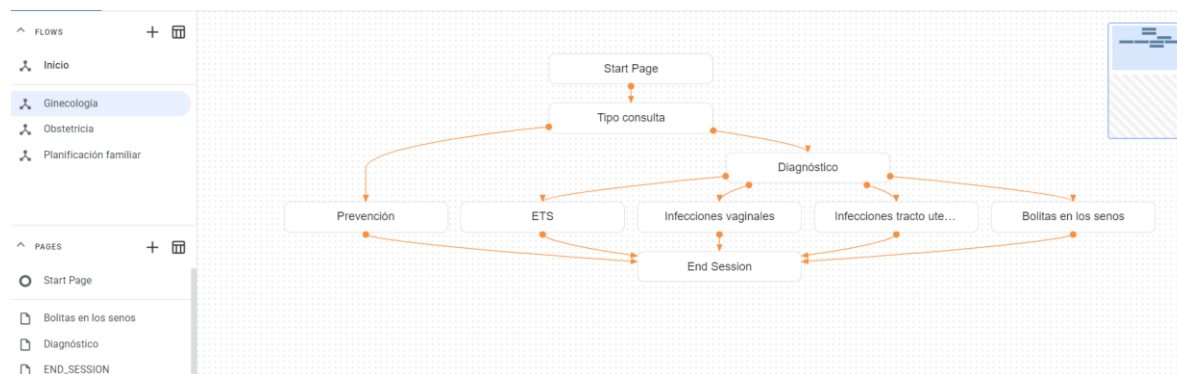 FLOWS
Inicio
Ginecología
Obstetricia
Planificación familiar
PAGES
Start Page
Bolitas en los senos
Diagnóstico
END_SESSION
Start Page
Tipo consulta
Diagnóstico
Prevención
ETS
Infecciones vaginales
Infecciones tracto ute...
Bolitas en los senos
End Session